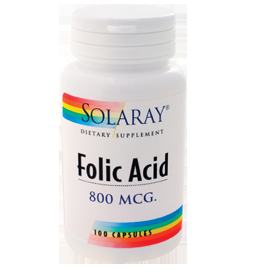 SOLARAY®
DIETARY SUPPLEMENT
Folic Acid
800 MCG.
100 CAPSULES